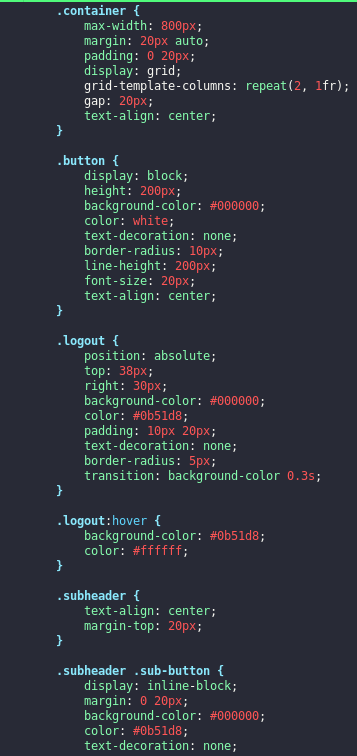 .container {
    max-width: 800px;
    margin: 20px auto;
    padding: 0 20px;
    display: grid;
    grid-template-columns: repeat(2, 1fr);
    gap: 20px;
    text-align: center;
}

.button {
    display: block;
    height: 200px;
    background-color: #000000;
    color: white;
    text-decoration: none;
    border-radius: 10px;
    line-height: 200px;
    font-size: 20px;
    text-align: center;
}

.logout {
    position: absolute;
    top: 38px;
    right: 30px;
    background-color: #000000;
    color: #0b51d8;
    padding: 10px 20px;
    text-decoration: none;
    border-radius: 5px;
    transition: background-color 0.3s;
}

.logout:hover {
    background-color: #0b51d8;
    color: #ffffff;
}

.subheader {
    text-align: center;
    margin-top: 20px;
}

.subheader .sub-button {
    display: inline-block;
    margin: 0 20px;
    background-color: #000000;
    color: #0b51d8;
    text-decoration: none;